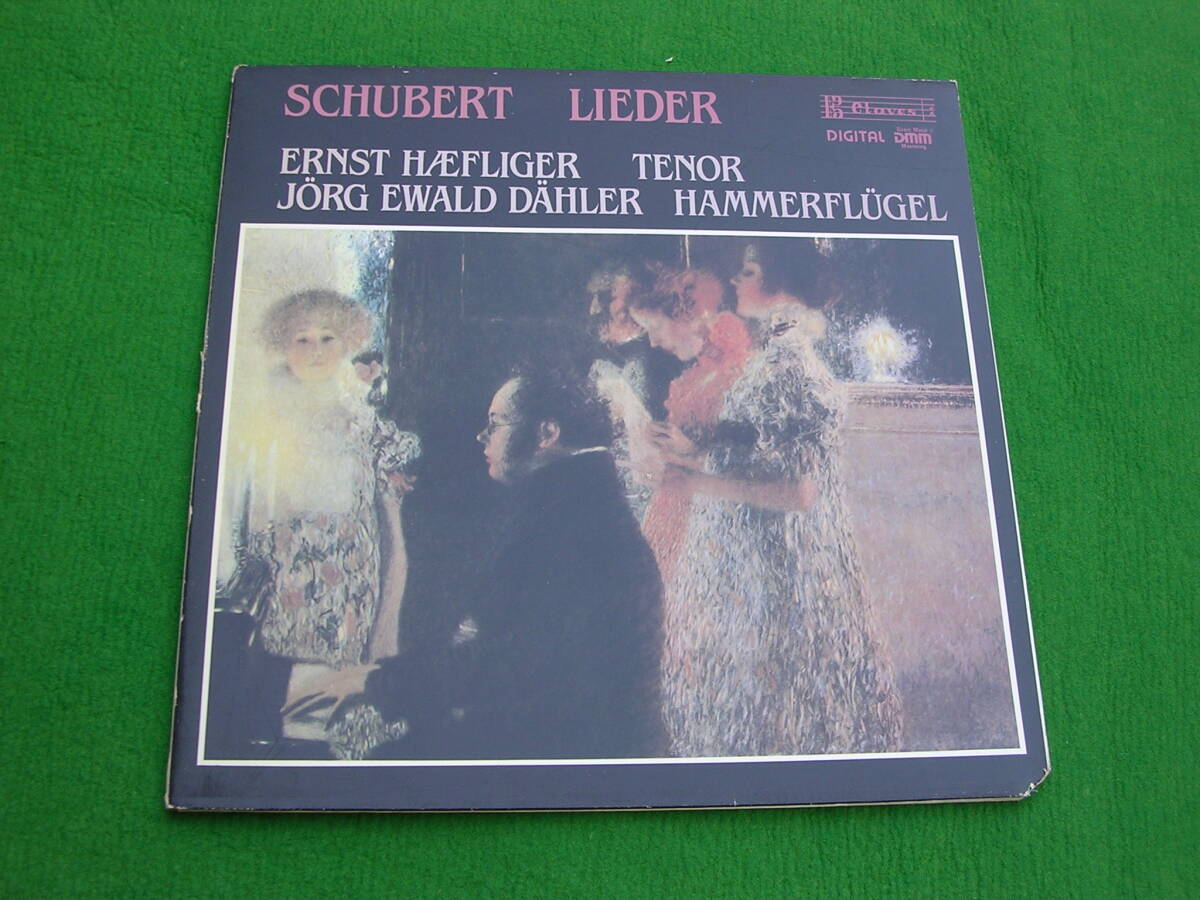 SCHUBERT LIEDER
Claves
DIGITAL DMM
ERNST HÆFLIGER TENOR
JÖRG EWALD DÄHLER HAMMERFLÜGEL